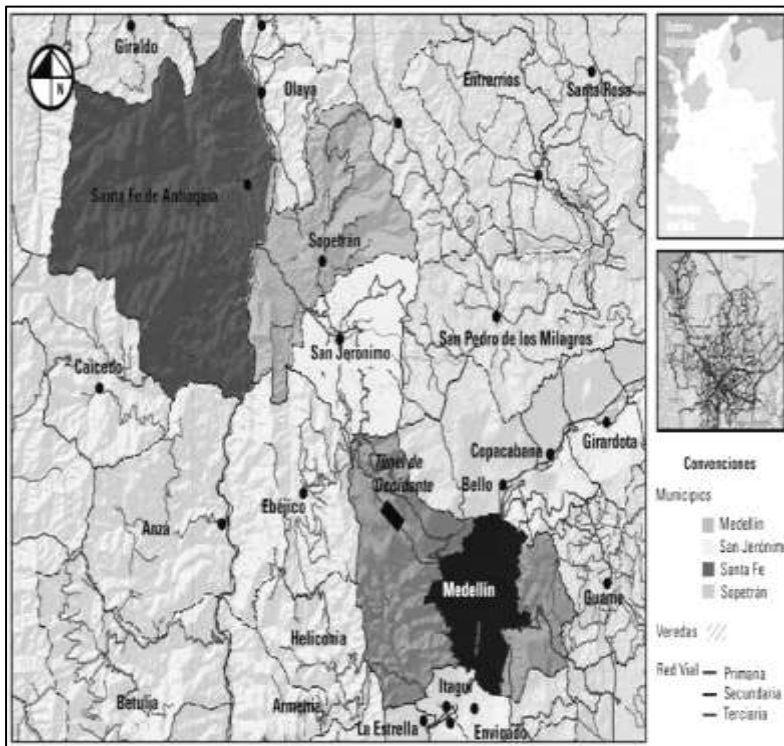 Giraldo
Olaya
Entrerrios
Santa Rosa
N
Santa Fe de Antioquia
Sopetrán
San Jerónimo
San Pedro de los Milagros
Caicedo
Copacabana
Girardota
Túnel de
Occidente
Bello
Ebéjico
Anzá
Medellín
Guarne
Heliconia
Betulia
Armenia
Itaguí
La Estrella
Envigado
Convenciones
Municipios
Medellín
San Jerónimo
Santa Fe
Sopetrán
Veredas
Red Vial
Primaria
Secundaria
Terciaria